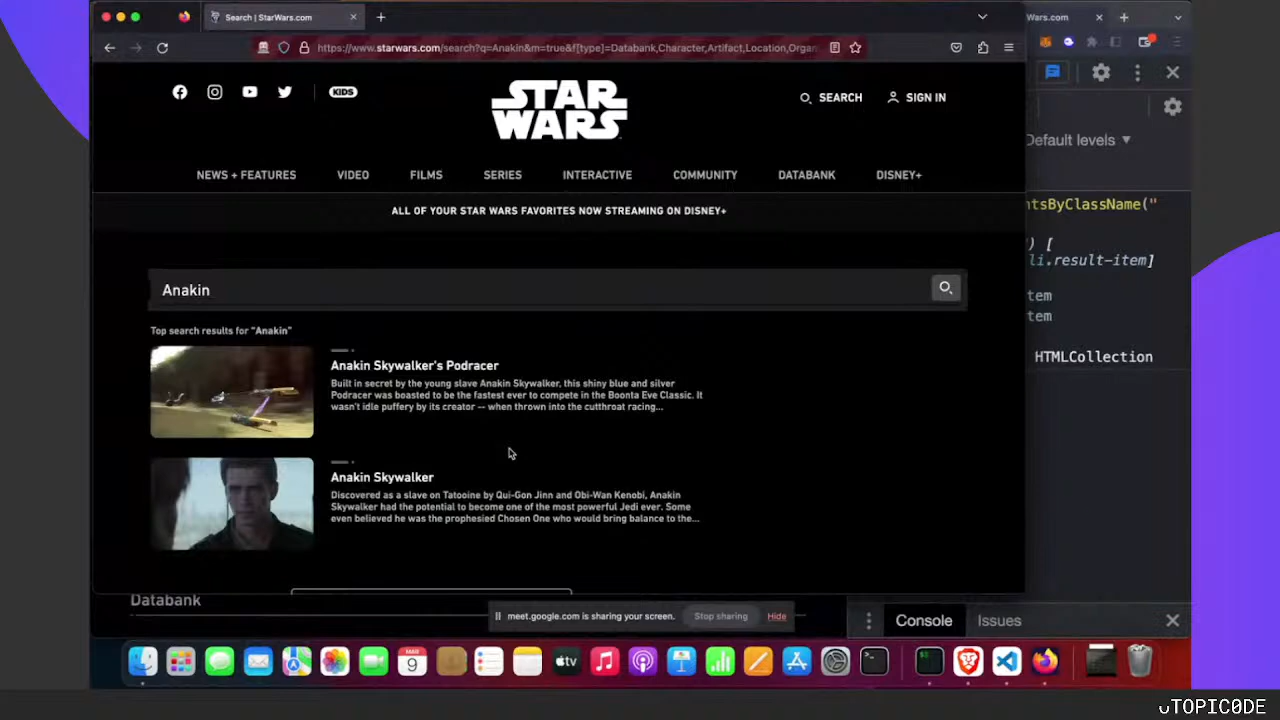 Search | StarWars.com
Wars.com
https://www.starwars.com/search?q=Anakin&m=true&f[type]=Databank,Character,Artifact,Location,Organ
KIDS
STAR
WARS
SEARCH
SIGN IN
Default levels
NEWS + FEATURES
VIDEO
FILMS
SERIES
INTERACTIVE
COMMUNITY
DATABANK
DISNEY+
ALL OF YOUR STAR WARS FAVORITES NOW STREAMING ON DISNEY+
ntsByClassName("
) [
li.result-item]
Anakin
tem
tem
Top search results for "Anakin"
HTMLCollection
Anakin Skywalker's Podracer
Built in secret by the young slave Anakin Skywalker, this shiny blue and silver
Podracer was boasted to be the fastest ever to compete in the Boonta Eve Classic. It
wasn't idle puffery by its creator -- when thrown into the cutthroat racing...
Anakin Skywalker
Discovered as a slave on Tatooine by Qui-Gon Jinn and Obi-Wan Kenobi, Anakin
Skywalker had the potential to become one of the most powerful Jedi ever. Some
even believed he was the prophesied Chosen One who would bring balance to the...
Databank
meet.google.com is sharing your screen.
Stop sharing
Hide
Console
Issues
9
tv
UTOPIC0DE